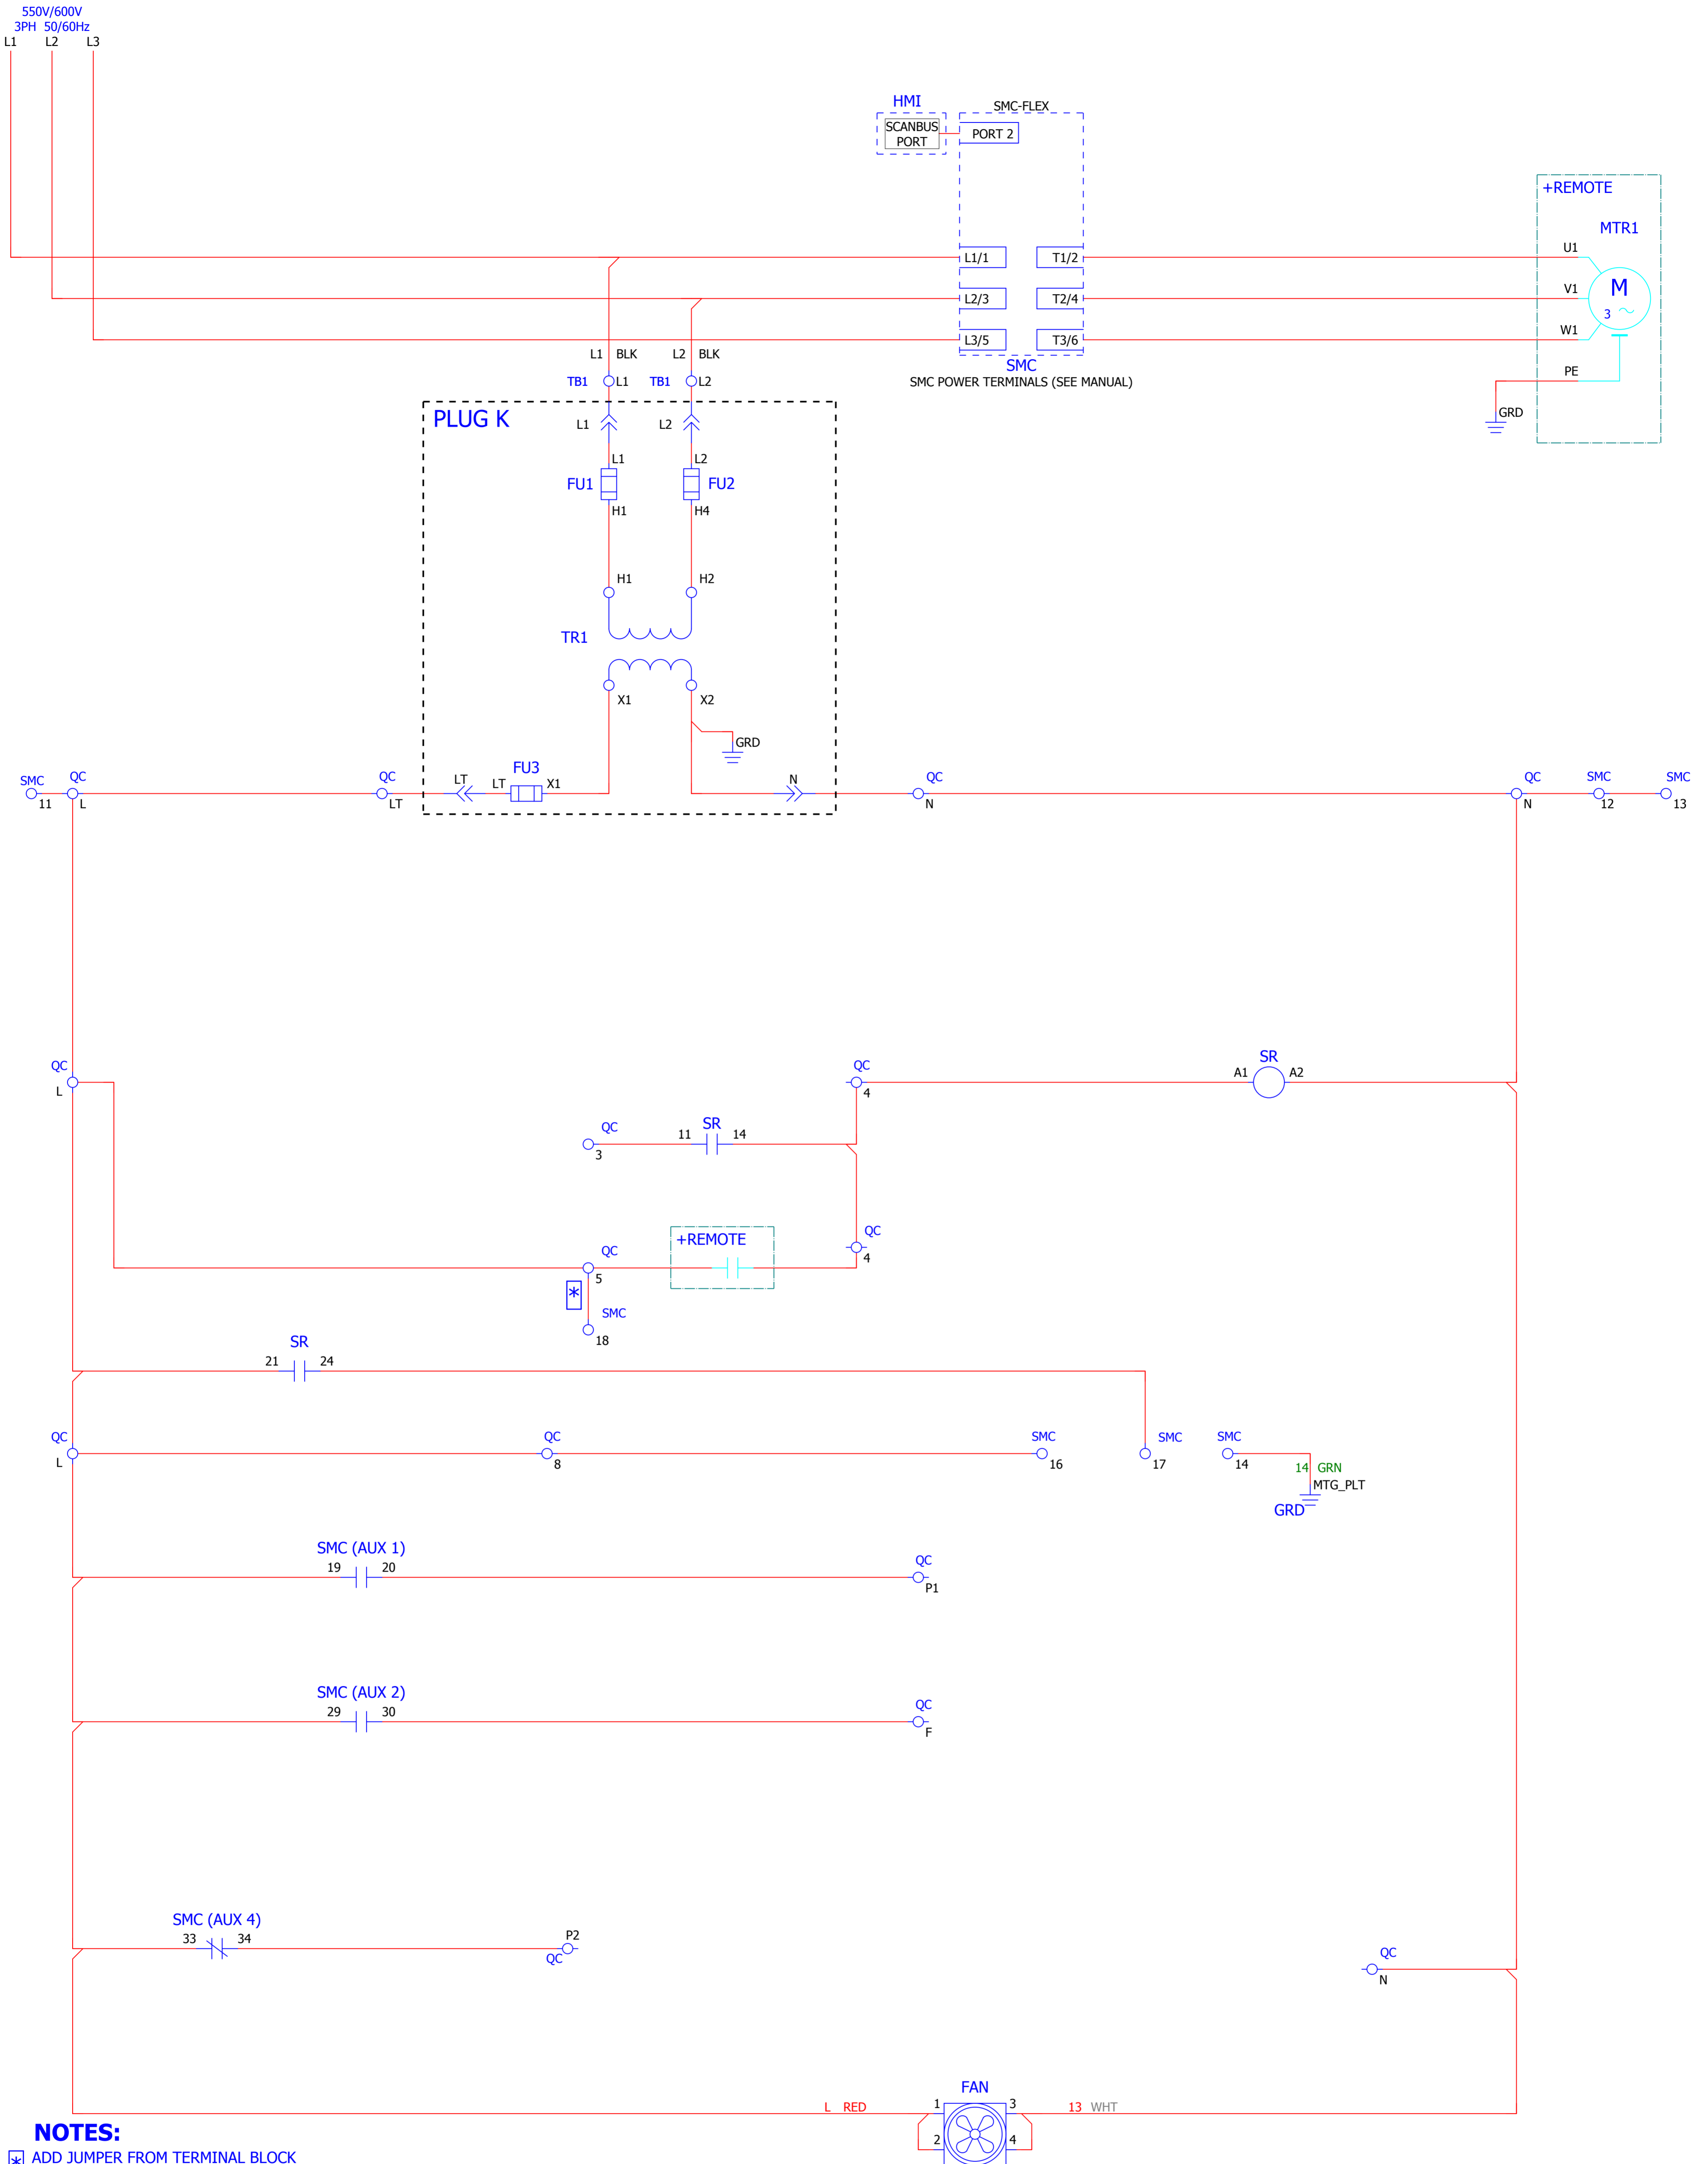 550V/600V
3PH 50/60Hz
L1 L2 L3
HMI
SCANBUS
PORT
SMC-FLEX
PORT 2
+REMOTE
MTR1
L1/1 T1/2 U1
L2/3 T2/4 V1
M
3
L3/5 T3/6 W1
SMC
SMC POWER TERMINALS (SEE MANUAL)
PE
GRD
L1 BLK L2 BLK
TB1 L1 TB1 L2
PLUG K
L1 L2
L1 L2
FU1 FU2
H1 H4
H1 H2
TR1
X1 X2
GRD
SMC QC QC LT LT FU3 X1 N QC QC SMC SMC
11 L LT N N 12 13
QC QC SR
L 4 A1 A2
QC 11 SR 14
3
+REMOTE QC
QC 4
5
*
SMC
18
SR
21 24
QC QC SMC SMC SMC
L 8 16 17 14
14 GRN
MTG_PLT
GRD
SMC (AUX 1)
19 20 QC
P1
SMC (AUX 2)
29 30 QC
F
SMC (AUX 4)
33 34 P2
QC
QC
N
FAN
L RED 1 3 13 WHT
2 4
NOTES:
* ADD JUMPER FROM TERMINAL BLOCK